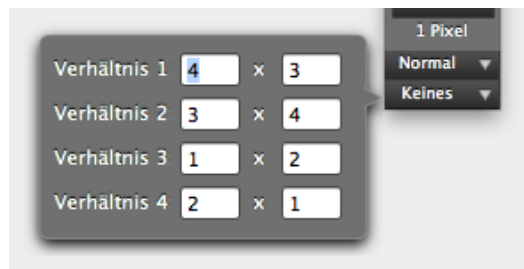 1 Pixel
Normal
Keines
Verhältnis 1: 4 x 3
Verhältnis 2: 3 x 4
Verhältnis 3: 1 x 2
Verhältnis 4: 2 x 1